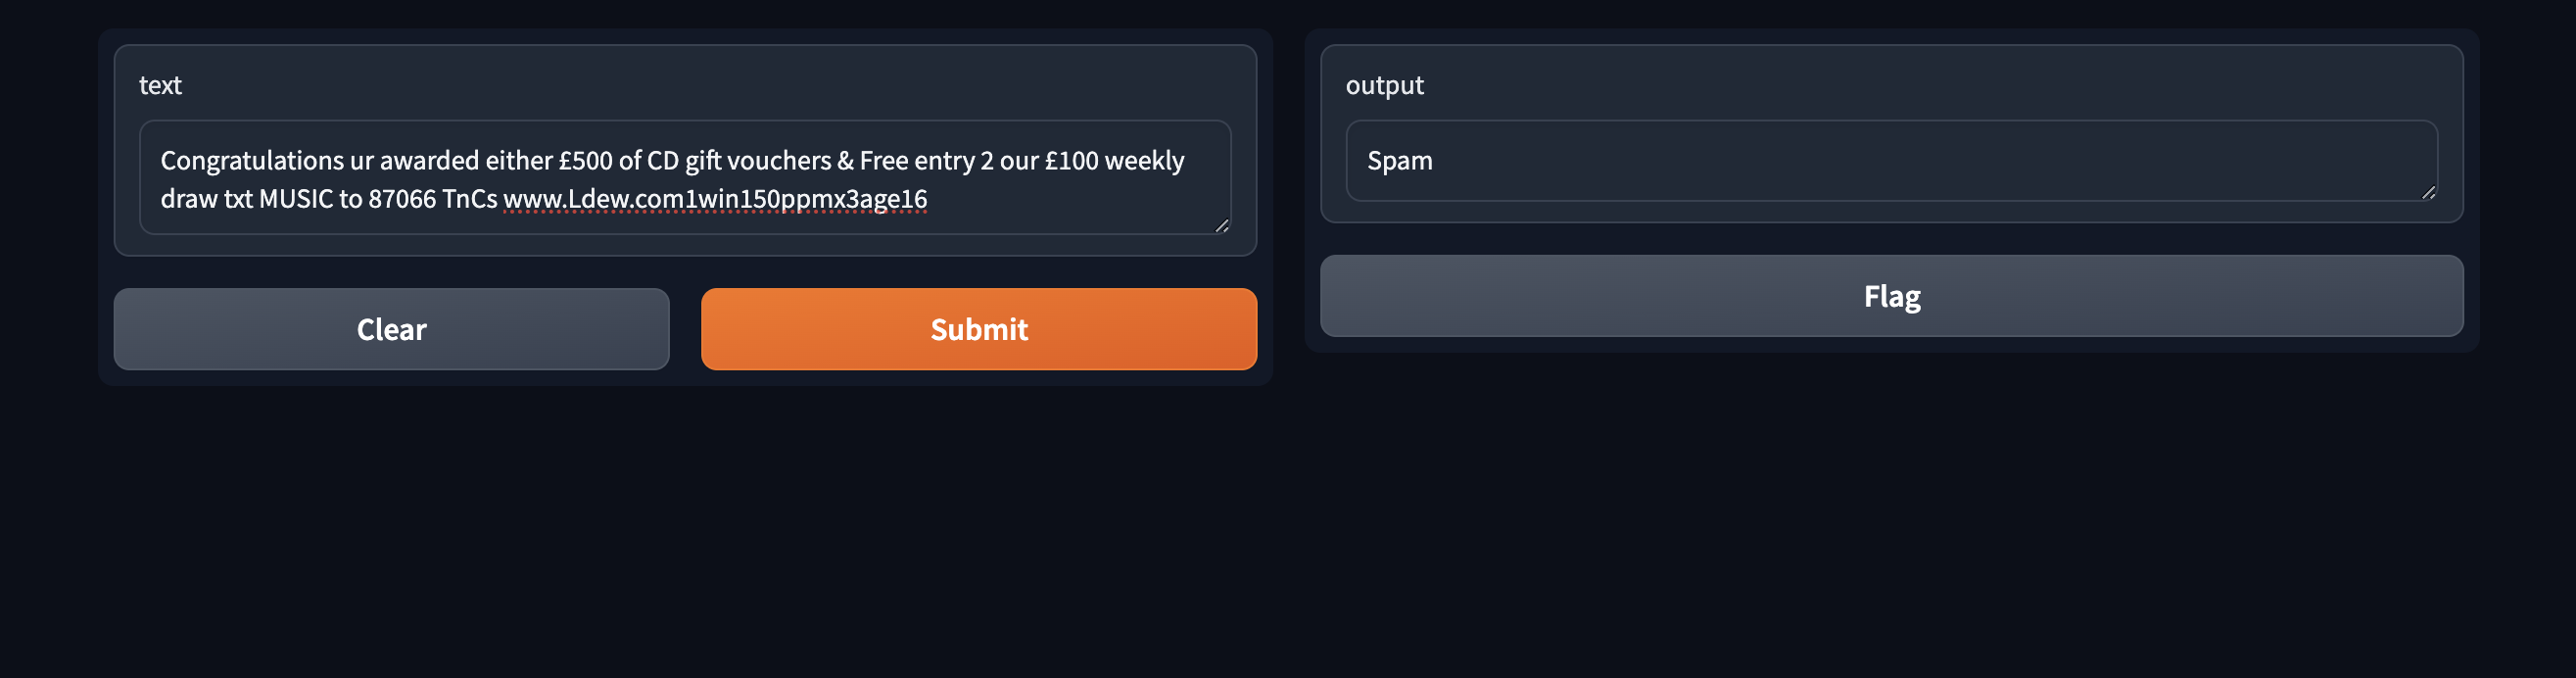 text
Congratulations ur awarded either £500 of CD gift vouchers & Free entry 2 our £100 weekly
draw txt MUSIC to 87066 TnCs www.Ldew.com1win150ppmx3age16
Clear
Submit
output
Spam
Flag